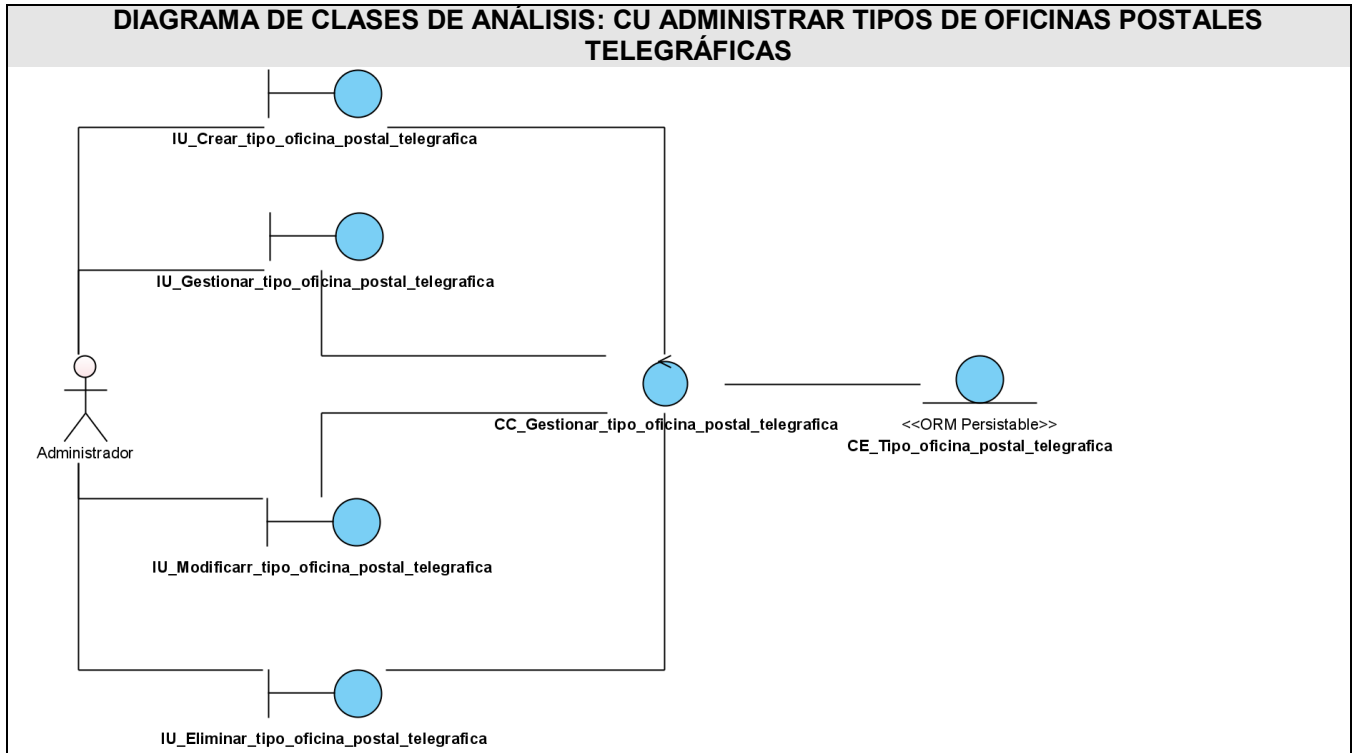 DIAGRAMA DE CLASES DE ANÁLISIS: CU ADMINISTRAR TIPOS DE OFICINAS POSTALES
TELEGRÁFICAS
IU_Crear_tipo_oficina_postal_telegrafica
IU_Gestionar_tipo_oficina_postal_telegrafica
Administrador
CC_Gestionar_tipo_oficina_postal_telegrafica
<<ORM Persistable>>
CE_Tipo_oficina_postal_telegrafica
IU_Modificarr_tipo_oficina_postal_telegrafica
IU_Eliminar_tipo_oficina_postal_telegrafica